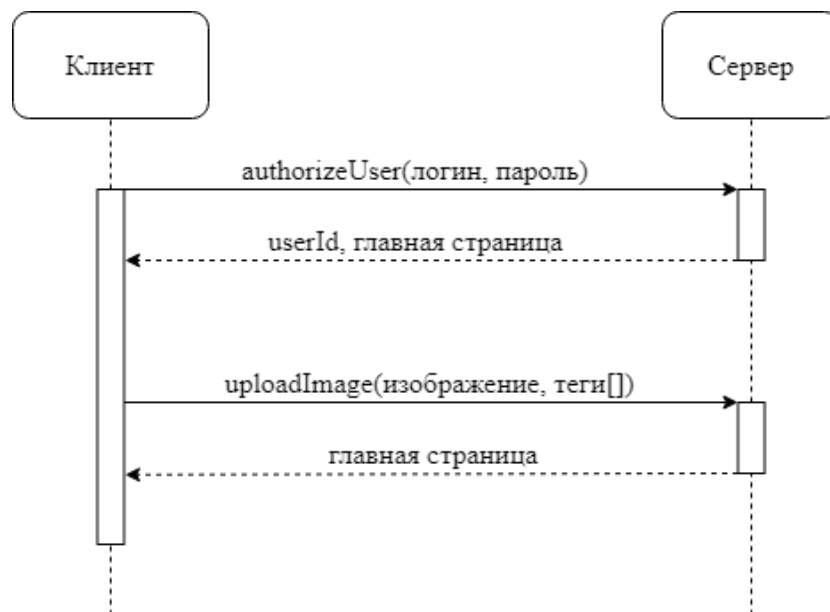 Клиент
Сервер
authorizeUser(логин, пароль)
userId, главная страница
uploadImage(изображение, теги[])
главная страница